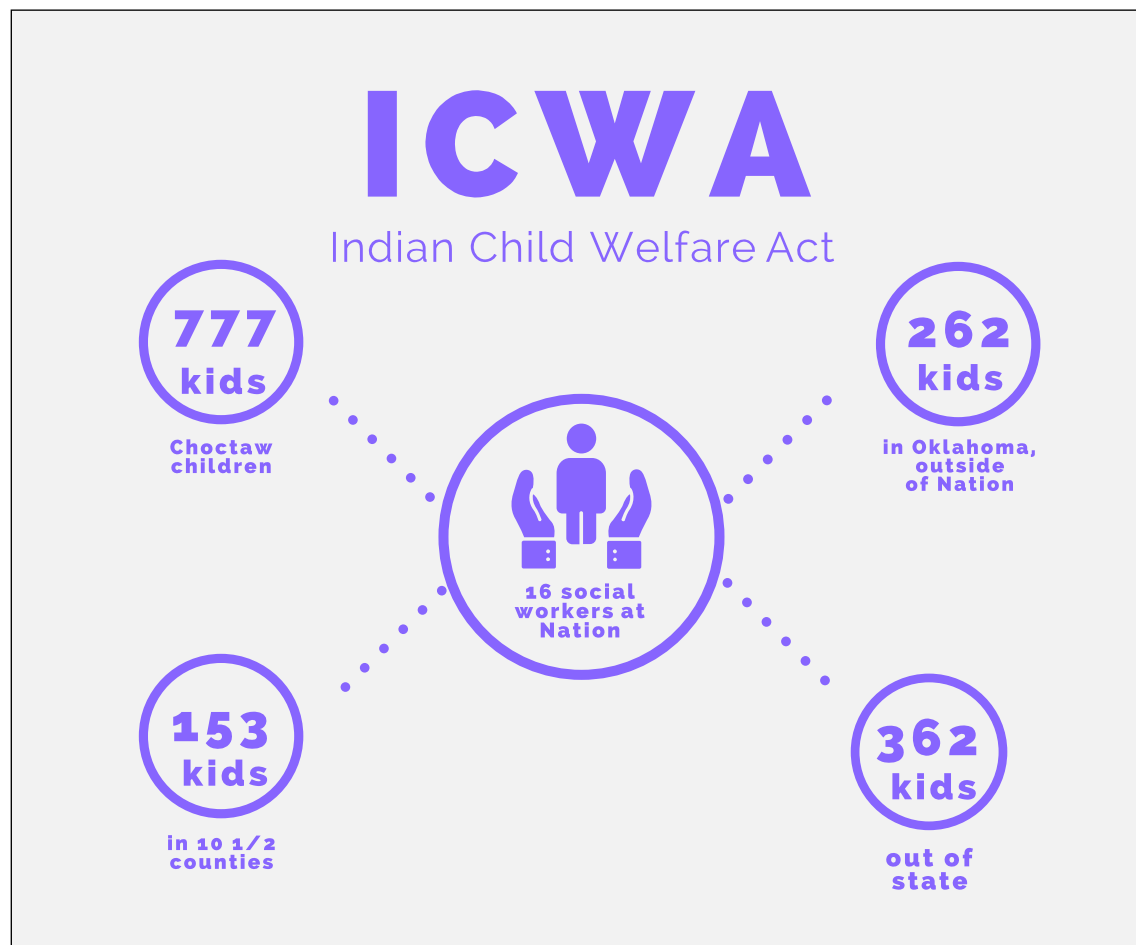 ICWA
Indian Child Welfare Act
777
kids
Choctaw
children
262
kids
in Oklahoma,
outside
of Nation
16 social
workers at
Nation
153
kids
in 10 1/2
counties
362
kids
out of
state